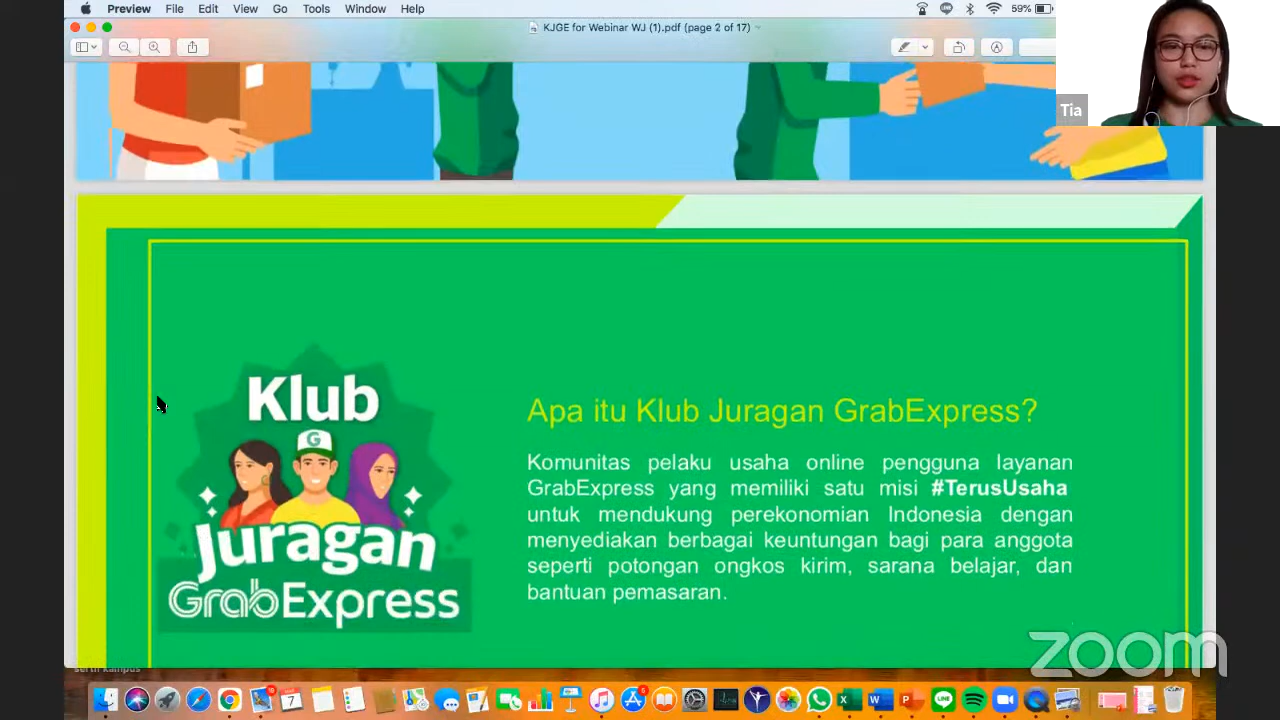 Preview File Edit View Go Tools Window Help 59%
KJGE for Webinar WJ (1).pdf (page 2 of 17)
Tia
Klub
G
Juragan
GrabExpress
Apa itu Klub Juragan GrabExpress?
Komunitas pelaku usaha online pengguna layanan
GrabExpress yang memiliki satu misi #TerusUsaha
untuk mendukung perekonomian Indonesia dengan
menyediakan berbagai keuntungan bagi para anggota
seperti potongan ongkos kirim, sarana belajar, dan
bantuan pemasaran.
zoom